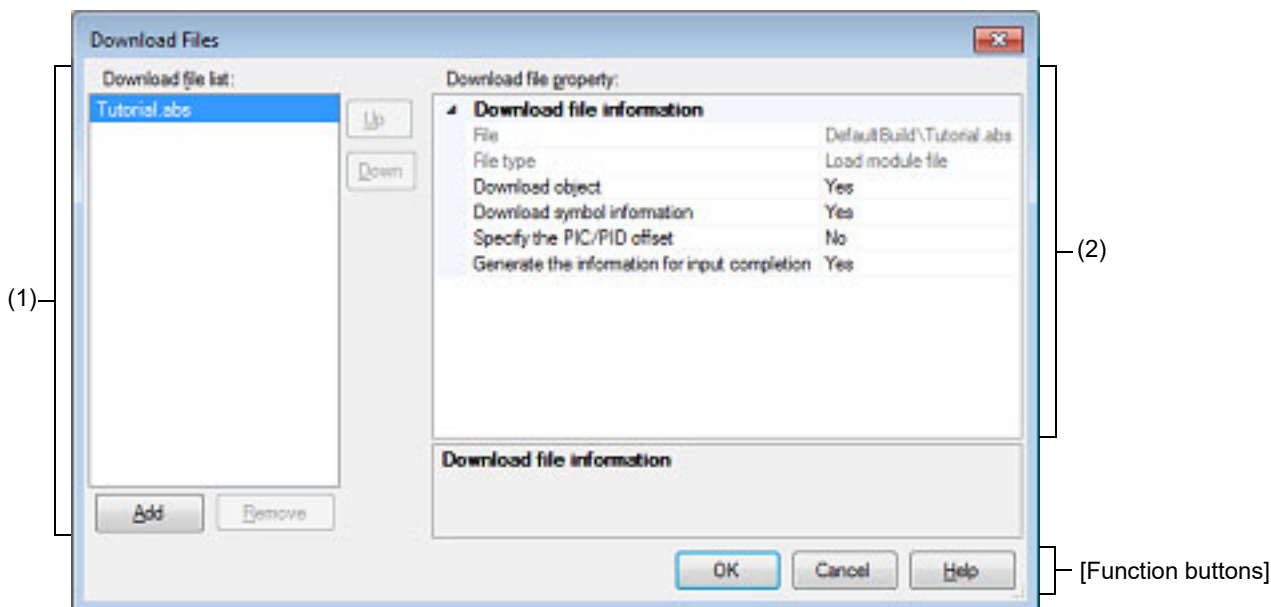 Download Files
Download file list:
Download file property:
(1)
Tutorial.abs
Up
Down
Download file information
File DefaultBuild\Tutorial.abs
File type Load module file
Download object Yes
Download symbol information Yes
Specify the PIC/PID offset No
Generate the information for input completion Yes
(2)
Download file information
Add
Remove
OK
Cancel
Help
[Function buttons]